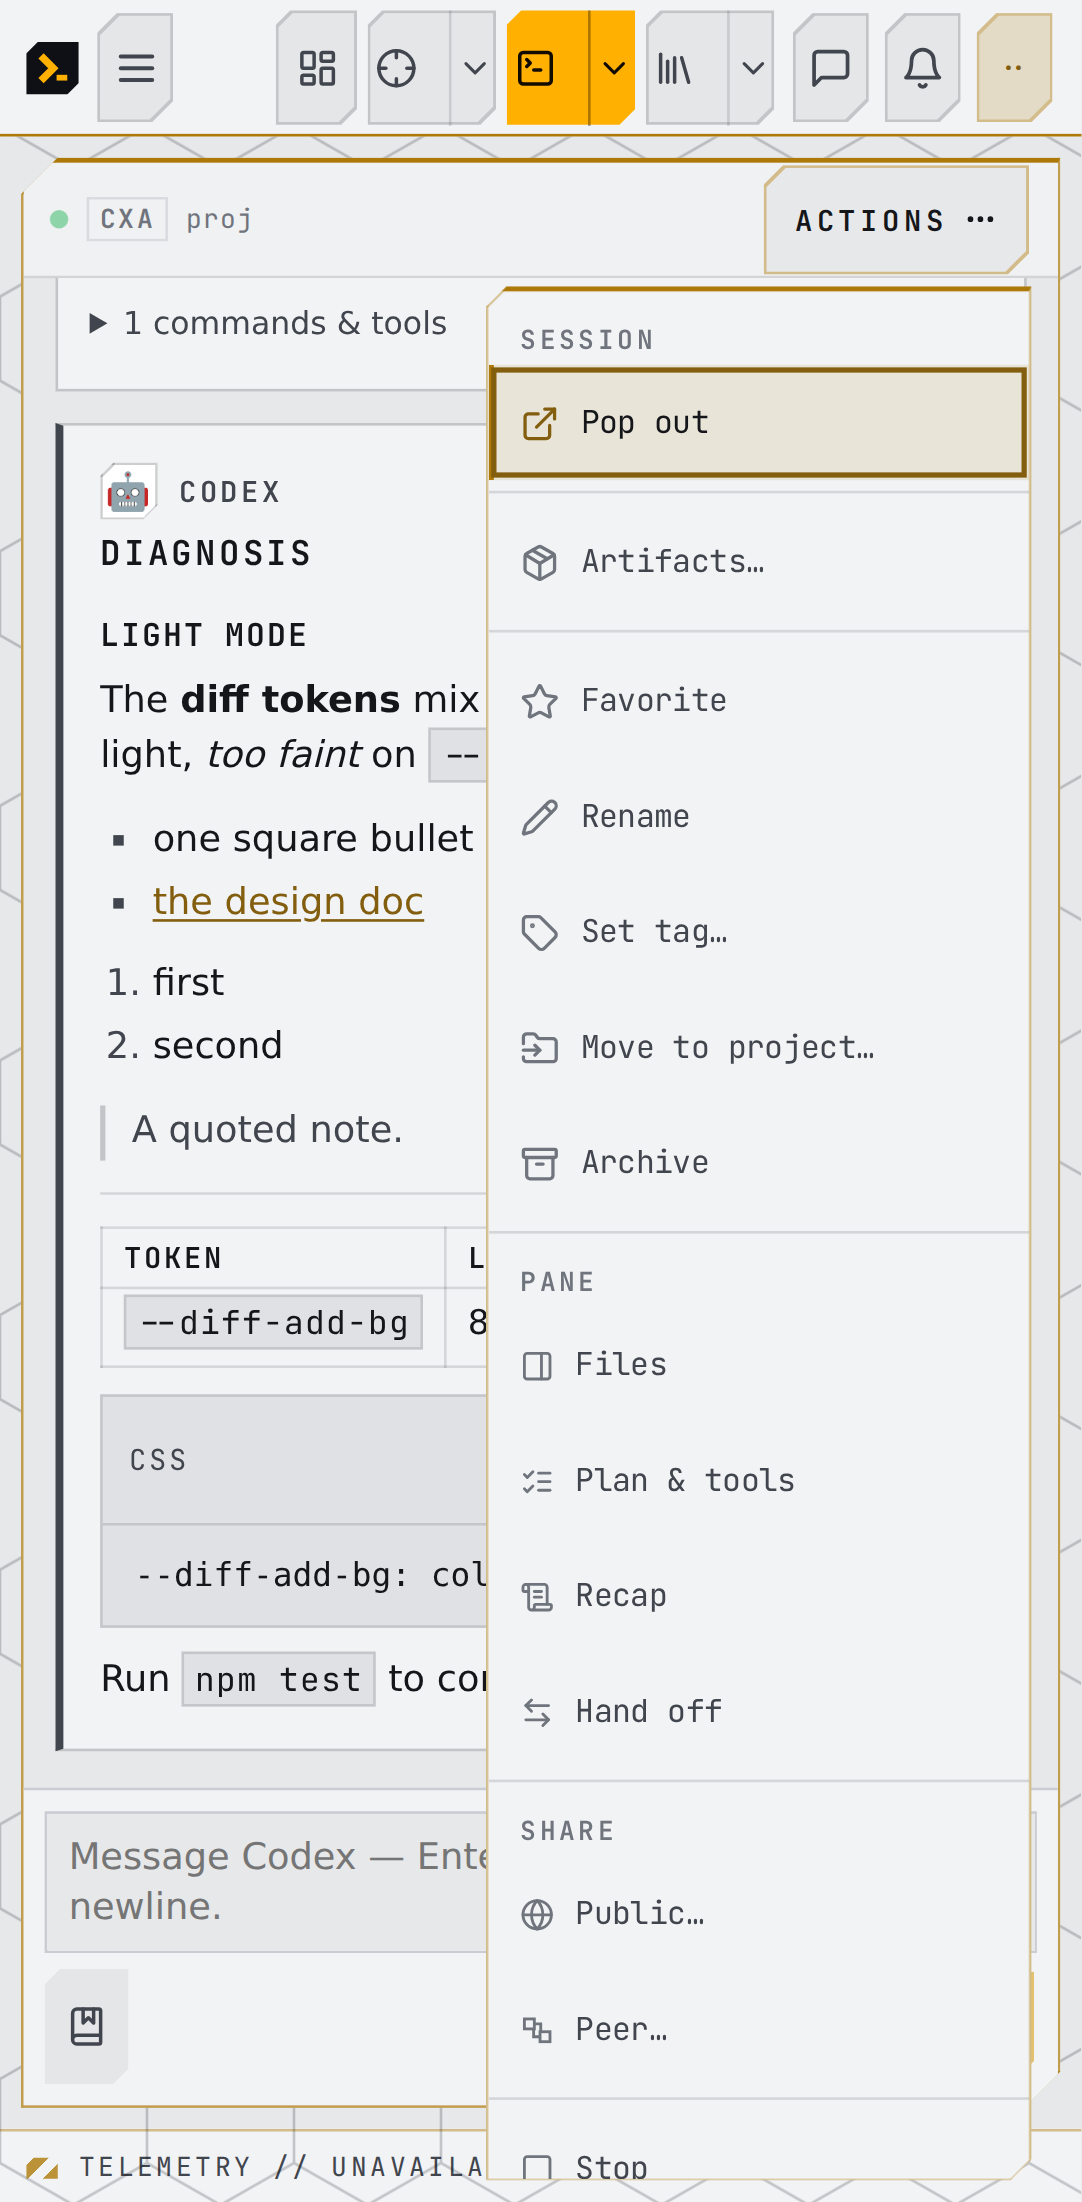 CXA proj
ACTIONS ···
1 commands & tools
CODEX
DIAGNOSIS
LIGHT MODE
The diff tokens mix
light, too faint on --
one square bullet
the design doc
1. first
2. second
A quoted note.
TOKEN L
--diff-add-bg 8
CSS
--diff-add-bg: col
Run npm test to cor
Message Codex — Ente
newline.
TELEMETRY // UNAVAILA
SESSION
Pop out
Artifacts…
Favorite
Rename
Set tag…
Move to project…
Archive
PANE
Files
Plan & tools
Recap
Hand off
SHARE
Public…
Peer…
Stop